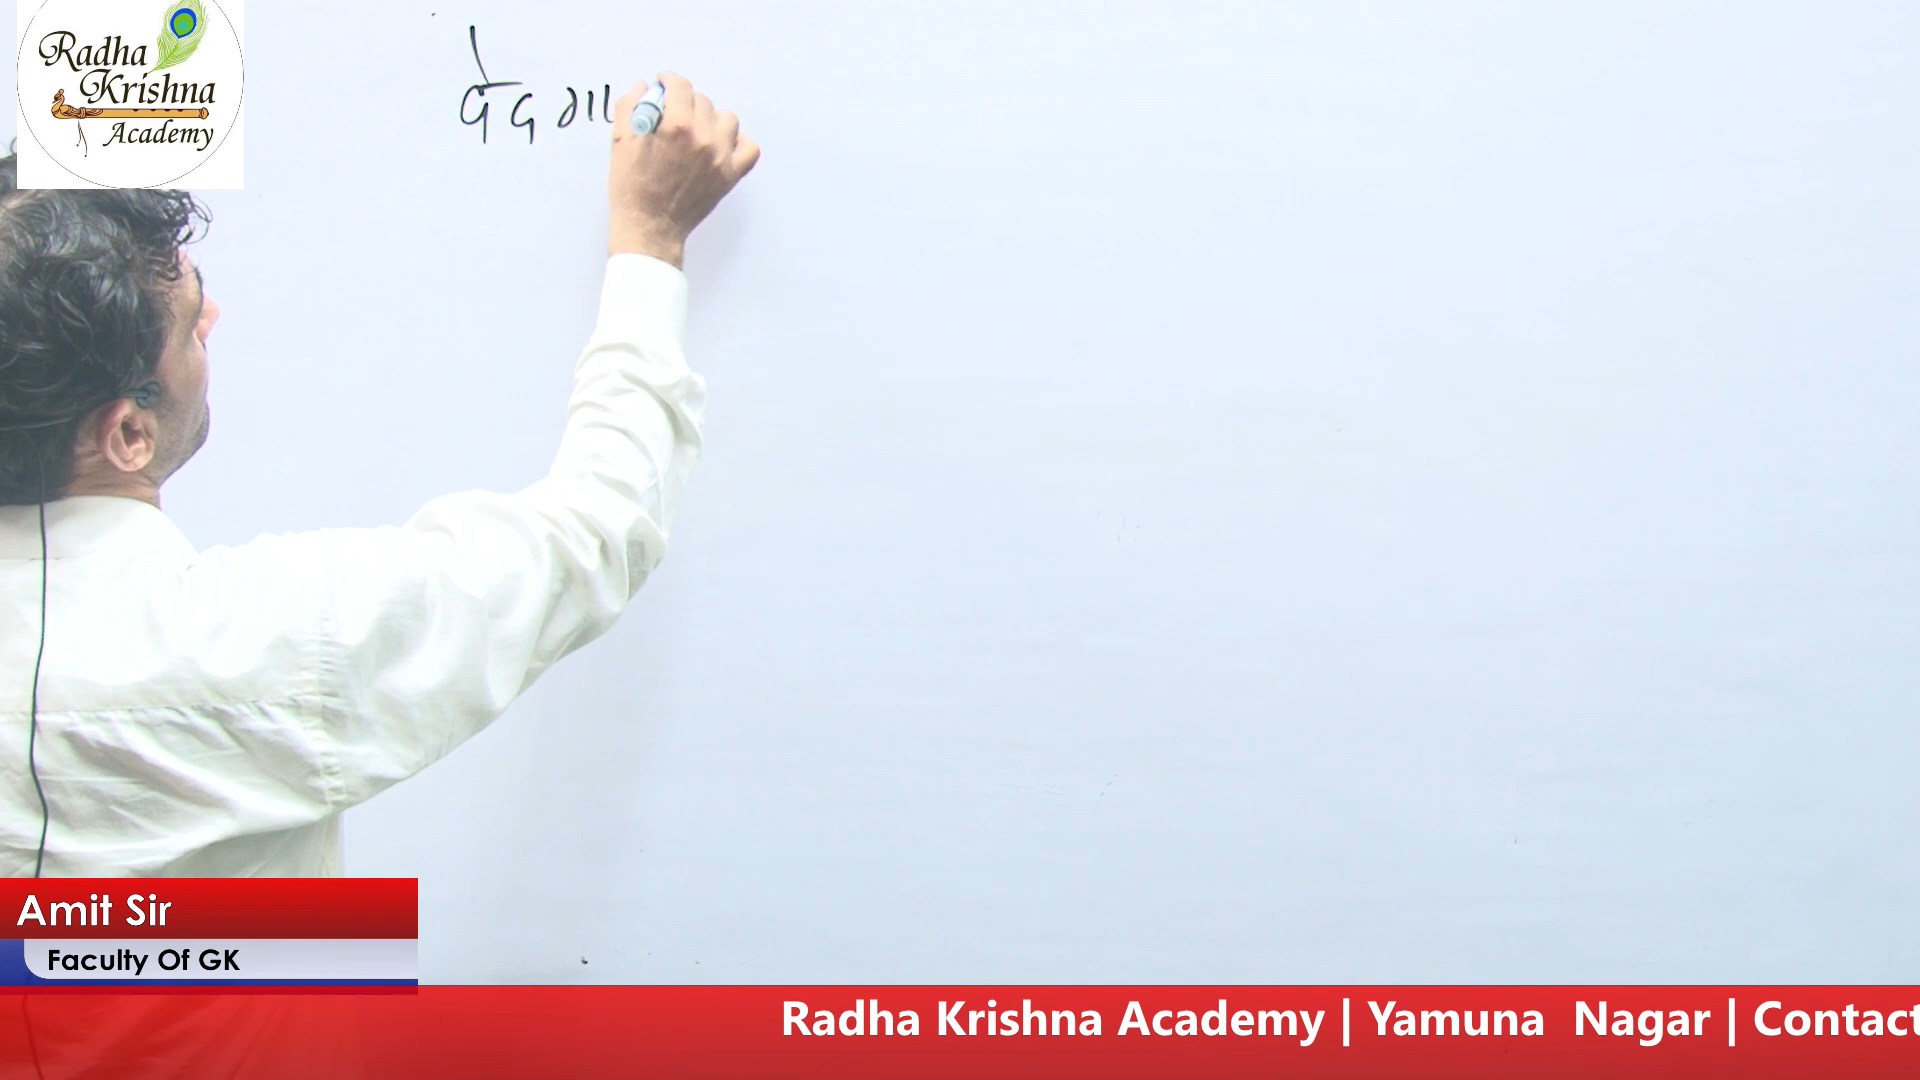 Radha
Krishna
Academy
Amit Sir
Faculty Of GK
Radha Krishna Academy | Yamuna Nagar | Contact